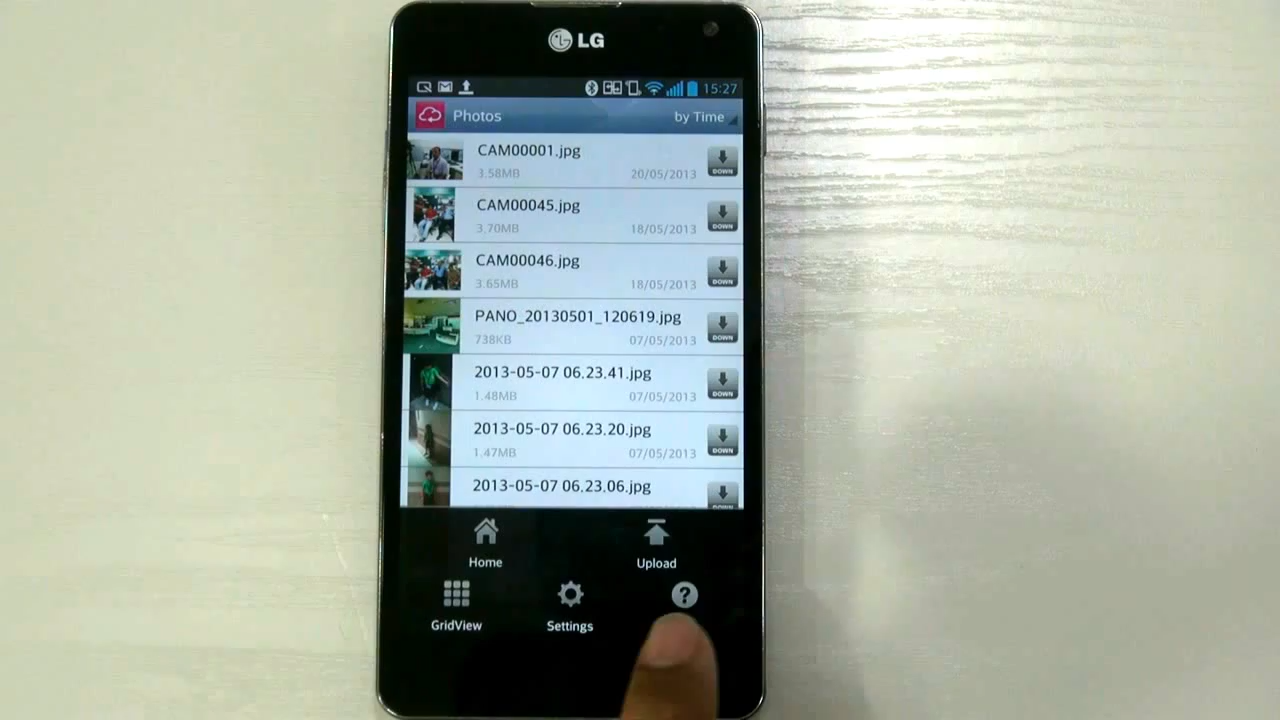 LG
15:27
Photos by Time
CAM00001.jpg
3.58MB 20/05/2013
DOWN
CAM00045.jpg
3.70MB 18/05/2013
DOWN
CAM00046.jpg
3.65MB 18/05/2013
DOWN
PANO_20130501_120619.jpg
738KB 07/05/2013
DOWN
2013-05-07 06.23.41.jpg
1.48MB 07/05/2013
DOWN
2013-05-07 06.23.20.jpg
1.47MB 07/05/2013
DOWN
2013-05-07 06.23.06.jpg
Home Upload
?
GridView Settings